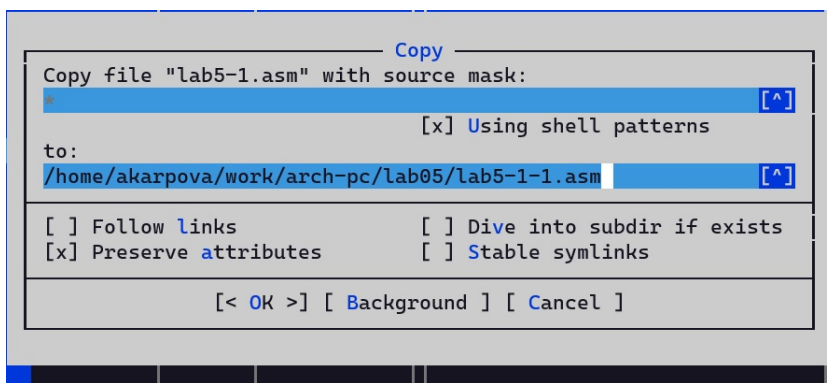 Copy
Copy file "lab5-1.asm" with source mask:
* [^]
[x] Using shell patterns
to:
/home/akarpova/work/arch-pc/lab05/lab5-1-1.asm [^]
[ ] Follow links [ ] Dive into subdir if exists
[x] Preserve attributes [ ] Stable symlinks
[< OK >] [ Background ] [ Cancel ]